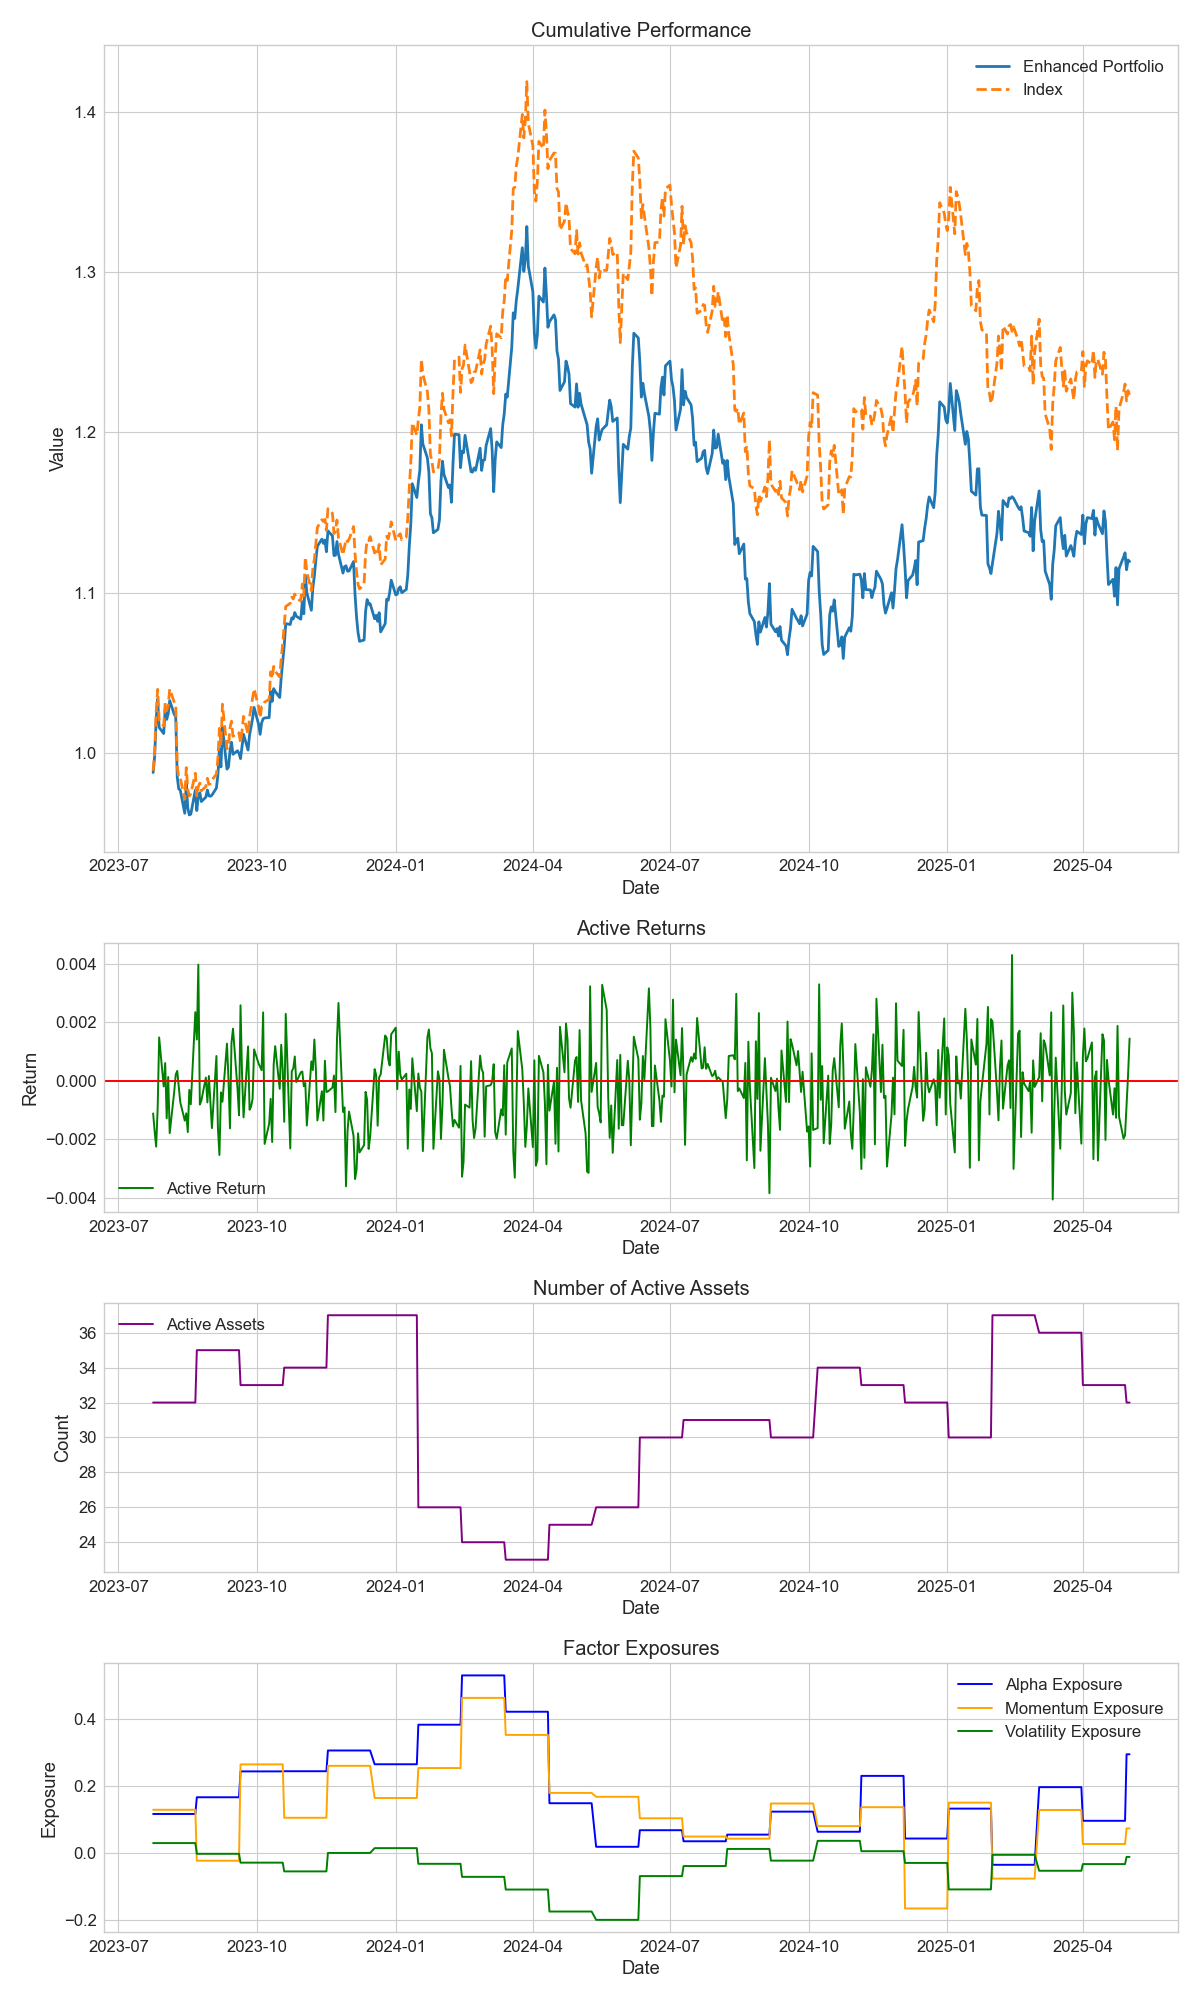 Cumulative Performance
Enhanced Portfolio
Index
1.4
1.3
1.2
1.1
1.0
Value
2023-07 2023-10 2024-01 2024-04 2024-07 2024-10 2025-01 2025-04
Date
Active Returns
0.004
0.002
0.000
−0.002
−0.004
Return
Active Return
2023-07 2023-10 2024-01 2024-04 2024-07 2024-10 2025-01 2025-04
Date
Number of Active Assets
Active Assets
36
34
32
30
28
26
24
Count
2023-07 2023-10 2024-01 2024-04 2024-07 2024-10 2025-01 2025-04
Date
Factor Exposures
Alpha Exposure
Momentum Exposure
Volatility Exposure
0.4
0.2
0.0
−0.2
Exposure
2023-07 2023-10 2024-01 2024-04 2024-07 2024-10 2025-01 2025-04
Date